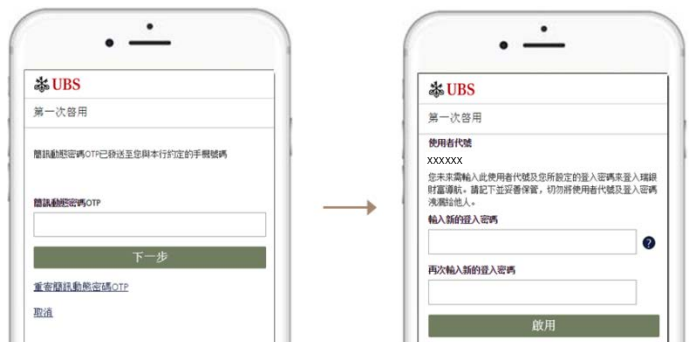 UBS
第一次啓用
簡訊動態密碼OTP已發送至您與本行約定的手機號碼
簡訊動態密碼OTP
下一步
重寄簡訊動態密碼OTP
取消
UBS
第一次啓用
使用者代號
XXXXXX
您未來需輸入此使用者代號及您所設定的登入密碼來登入瑞銀
財富導航。請記下並妥善保管，切勿將使用者代號及登入密碼
洩漏給他人。
輸入新的登入密碼
?
再次輸入新的登入密碼
啟用